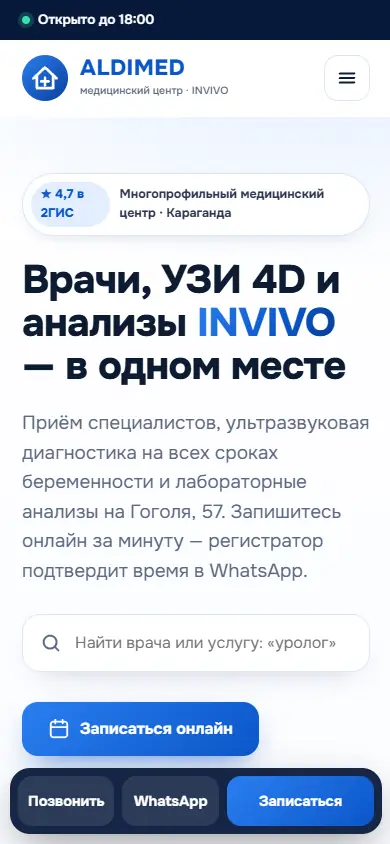 Открыто до 18:00
ALDIMED
медицинский центр · INVIVO
★ 4,7 в
2ГИС
Многопрофильный медицинский
центр · Караганда
Врачи, УЗИ 4D и
анализы INVIVO
— в одном месте
Приём специалистов, ультразвуковая
диагностика на всех сроках
беременности и лабораторные
анализы на Гоголя, 57. Запишитесь
онлайн за минуту — регистратор
подтвердит время в WhatsApp.
Найти врача или услугу: «уролог»
Записаться онлайн
Позвонить
WhatsApp
Записаться